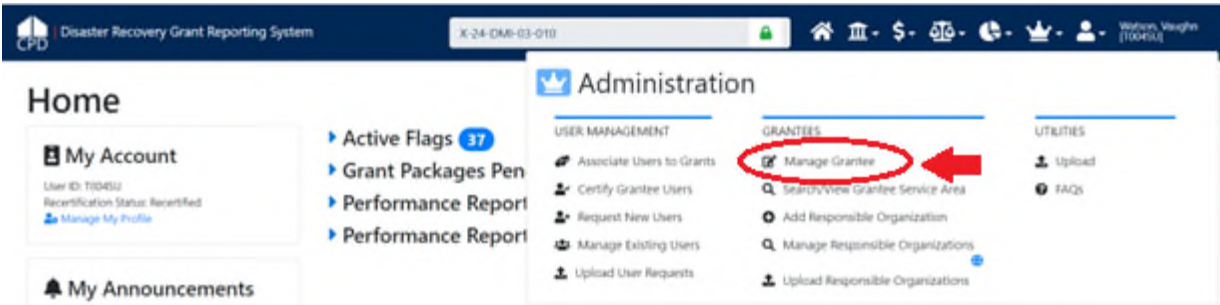 CPD Disaster Recovery Grant Reporting System
X-24-DMI-03-010
$
Watson, Vaughn
[T004SU]
Home
My Account
User ID: T004SU
Recertification Status: Recertified
Manage My Profile
My Announcements
Active Flags 37
Grant Packages Pen
Performance Report
Performance Report
Administration
USER MANAGEMENT
Associate Users to Grants
Certify Grantee Users
Request New Users
Manage Existing Users
Upload User Requests
GRANTEES
Manage Grantee
Search/View Grantee Service Area
Add Responsible Organization
Manage Responsible Organizations
Upload Responsible Organizations
UTILITIES
Upload
FAQs